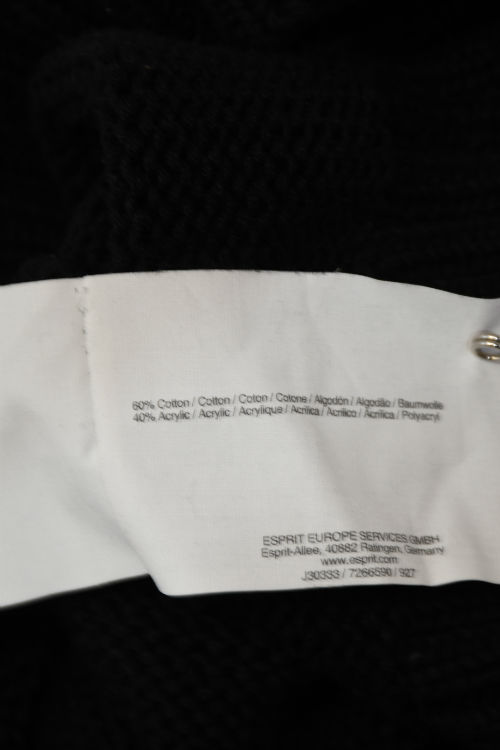 60% Cotton / Cotton / Coton / Cotone / Algodón / Algodão / Baumwolle
40% Acrylic / Acrylic / Acrylique / Acrilica / Acrilico / Acrílica / Polyacryl
ESPRIT EUROPE SERVICES GMBH
Esprit-Allee, 40882 Ratingen, Germany
www.esprit.com
J30333 / 7266590 / 927